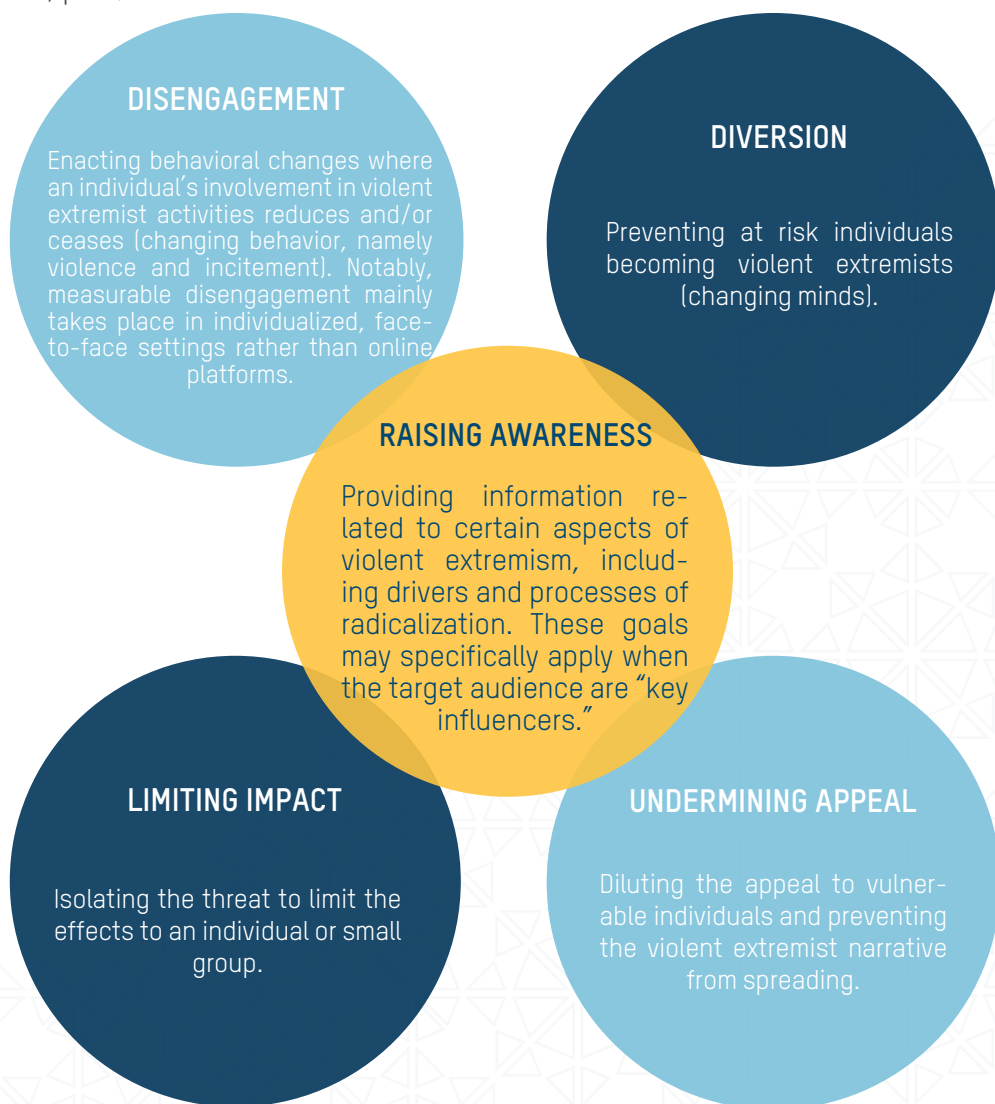 DISENGAGEMENT
Enacting behavioral changes where
an individual's involvement in violent
extremist activities reduces and/or
ceases (changing behavior, namely
violence and incitement). Notably,
measurable disengagement mainly
takes place in individualized, face-
to-face settings rather than online
platforms.
DIVERSION
Preventing at risk individuals
becoming violent extremists
(changing minds).
RAISING AWARENESS
Providing information re-
lated to certain aspects of
violent extremism, includ-
ing drivers and processes of
radicalization. These goals
may specifically apply when
the target audience are “key
influencers.”
LIMITING IMPACT
Isolating the threat to limit the
effects to an individual or small
group.
UNDERMINING APPEAL
Diluting the appeal to vulner-
able individuals and preventing
the violent extremist narrative
from spreading.